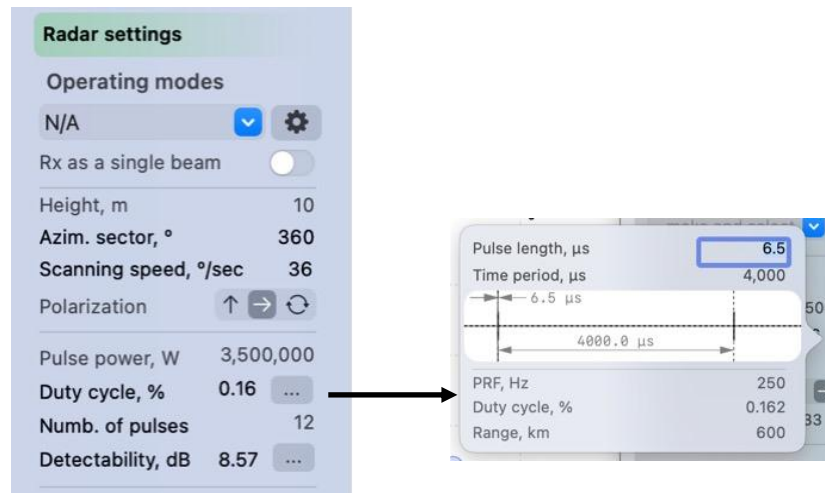 Radar settings
Operating modes
N/A
Rx as a single beam
Height, m 10
Azim. sector, ° 360
Scanning speed, °/sec 36
Polarization
Pulse power, W 3,500,000
Duty cycle, % 0.16 ...
Numb. of pulses 12
Detectability, dB 8.57 ...
Pulse length, µs 6.5
Time period, µs 4,000
6.5 µs
4000.0 µs
PRF, Hz 250
Duty cycle, % 0.162
Range, km 600
50
33